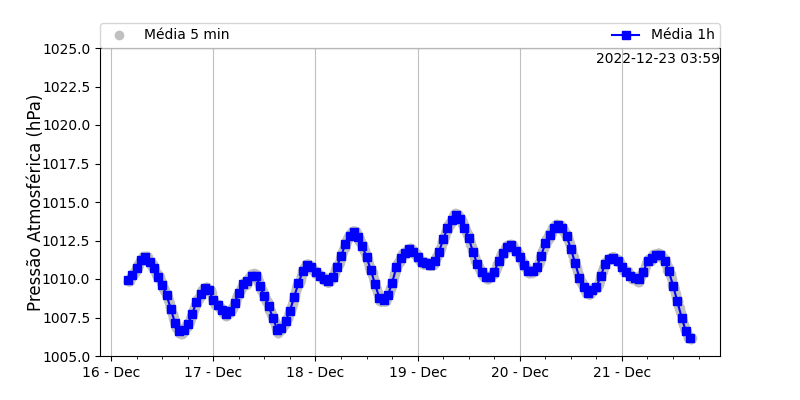 Média 5 min
Média 1h
2022-12-23 03:59
Pressão Atmosférica (hPa)
1025.0
1022.5
1020.0
1017.5
1015.0
1012.5
1010.0
1007.5
1005.0
16 - Dec
17 - Dec
18 - Dec
19 - Dec
20 - Dec
21 - Dec